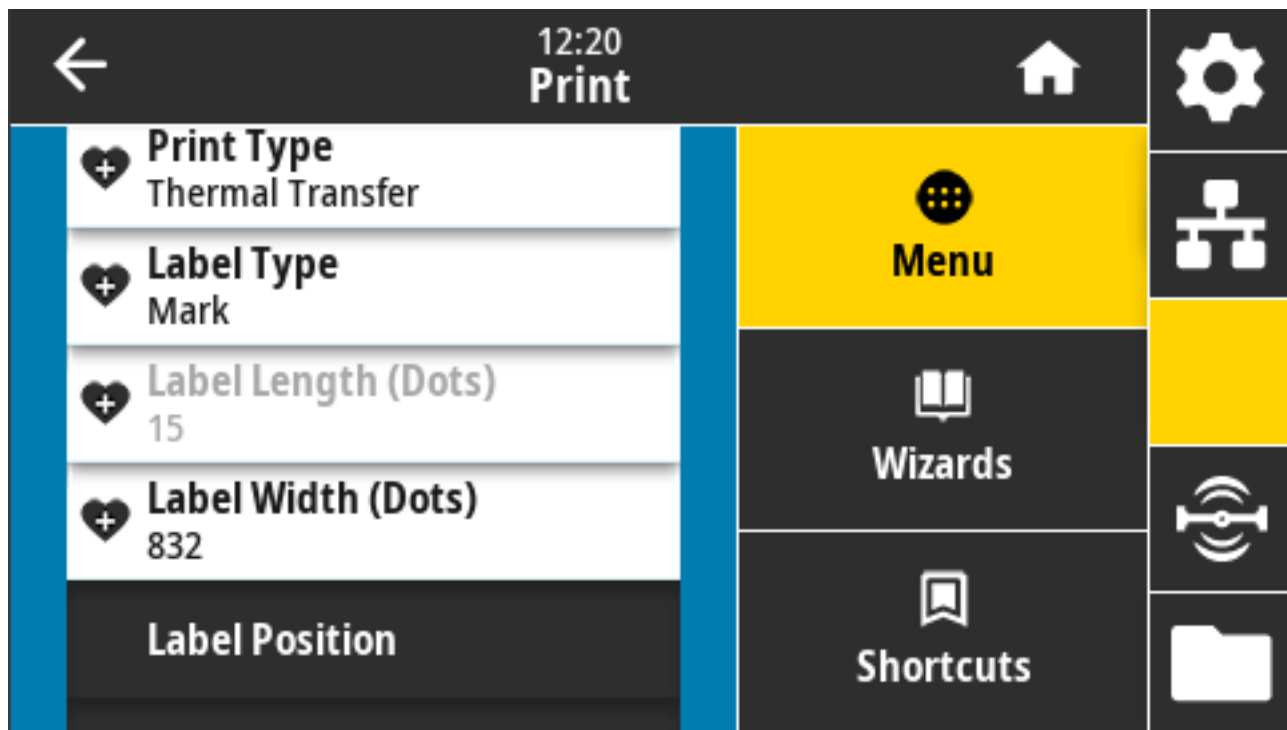 12:20
Print
Print Type
Thermal Transfer
Label Type
Mark
Label Length (Dots)
15
Label Width (Dots)
832
Label Position
Menu
Wizards
Shortcuts